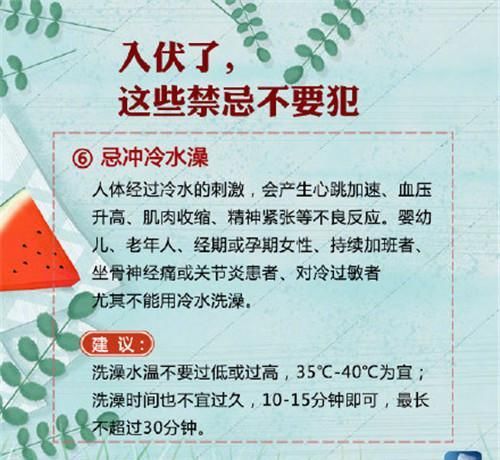 入伏了，
这些禁忌不要犯
⑥ 忌冲冷水澡
人体经过冷水的刺激，会产生心跳加速、血压
升高、肌肉收缩、精神紧张等不良反应。婴幼
儿、老年人、经期或孕期女性、持续加班者、
坐骨神经痛或关节炎患者、对冷过敏者
尤其不能用冷水洗澡。
建议：
洗澡水温不要过低或过高，35℃-40℃为宜；
洗澡时间也不宜过久，10-15分钟即可，最长
不超过30分钟。